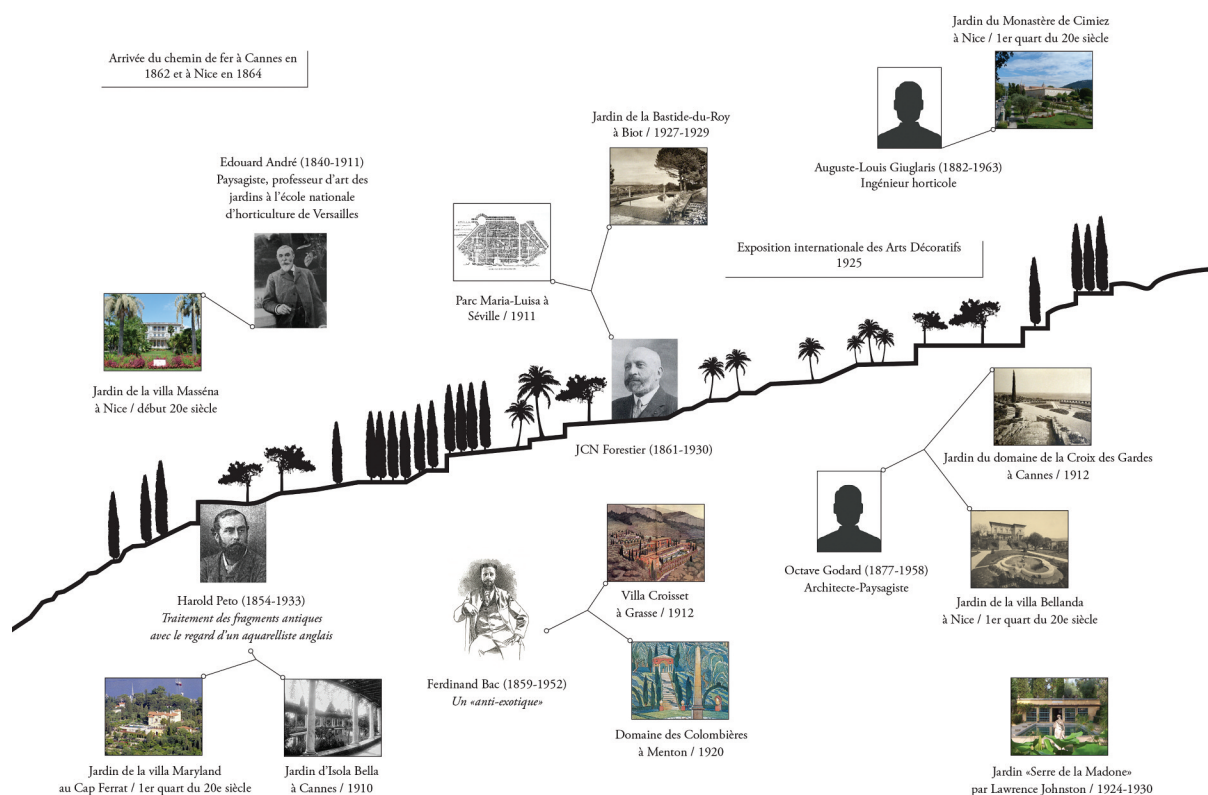 Jardin du Monastère de Cimiez
à Nice / 1er quart du 20e siècle
Arrivée du chemin de fer à Cannes en
1862 et à Nice en 1864
Jardin de la Bastide-du-Roy
à Biot / 1927-1929
Edouard André (1840-1911)
Paysagiste, professeur d'art des
jardins à l'école nationale
d'horticulture de Versailles
Auguste-Louis Giuglaris (1882-1963)
Ingénieur horticole
Exposition internationale des Arts Décoratifs
1925
Parc Maria-Luisa à
Séville / 1911
Jardin de la villa Masséna
à Nice / début 20e siècle
JCN Forestier (1861-1930)
Jardin du domaine de la Croix des Gardes
à Cannes / 1912
Octave Godard (1877-1958)
Architecte-Paysagiste
Harold Peto (1854-1933)
Traitement des fragments antiques
avec le regard d'un aquarelliste anglais
Villa Croisset
à Grasse / 1912
Jardin de la villa Bellanda
à Nice / 1er quart du 20e siècle
Ferdinand Bac (1859-1952)
Un «anti-exotique»
Domaine des Colombières
à Menton / 1920
Jardin de la villa Maryland
au Cap Ferrat / 1er quart du 20e siècle
Jardin d'Isola Bella
à Cannes / 1910
Jardin «Serre de la Madone»
par Lawrence Johnston / 1924-1930